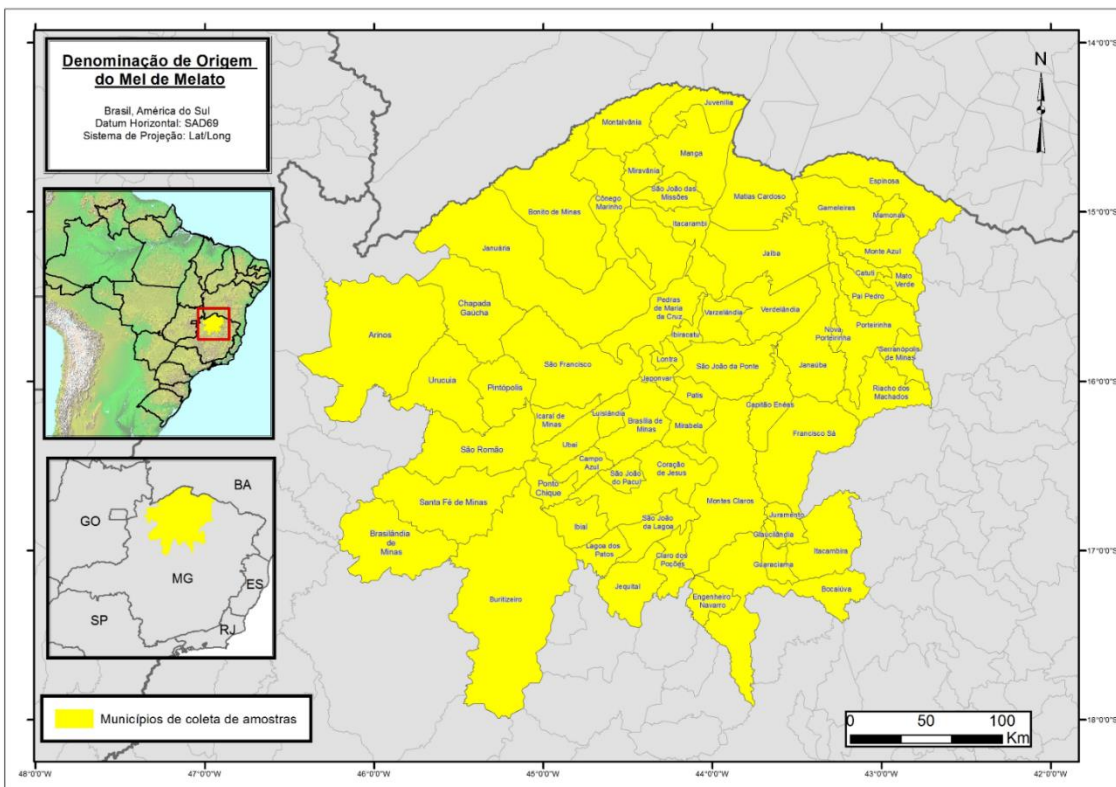 Denominação de Origem
do Mel de Melato
Brasil, América do Sul
Datum Horizontal: SAD69
Sistema de Projeção: Lat/Long
N
14°0'0"S
15°0'0"S
16°0'0"S
17°0'0"S
18°0'0"S
Juvenília
Montalvânia
Manga
Miravânia
São João das
Missões
Matias Cardoso
Espinosa
Gameleiras
Mamonas
Cônego
Marinho
Bonito de Minas
Itacarambi
Januária
Jaíba
Monte Azul
Catuti
Mato
Verde
Pai Pedro
Chapada
Gaúcha
Pedras
de Maria
da Cruz
Varzelândia
Verdelândia
Arinos
Ibiracatu
Nova
Porteirinha
Porteirinha
Serranópolis
de Minas
São Francisco
Lontra
Japonvar
São João da Ponte
Janaúba
Urucuia
Pintópolis
Riacho dos
Machados
Patis
Capitão Enéas
Icaraí de
Minas
Luislândia
Brasília de
Minas
Mirabela
Francisco Sá
São Romão
Ubaí
Campo
Azul
São João
do Pacuí
Coração
de Jesus
Ponto
Chique
Santa Fé de Minas
Montes Claros
Brasilândia
de
Minas
Ibiaí
São João
da Lagoa
Juramento
Glaucilândia
Lagoa dos
Patos
Claro dos
Poções
Itacambira
Guaraciama
Jequitaí
Bocaiúva
Buritizeiro
Engenheiro
Navarro
BA
GO
MG
ES
SP
RJ
Municípios de coleta de amostras
0 50 100
Km
48°0'0"W 47°0'0"W 46°0'0"W 45°0'0"W 44°0'0"W 43°0'0"W 42°0'0"W